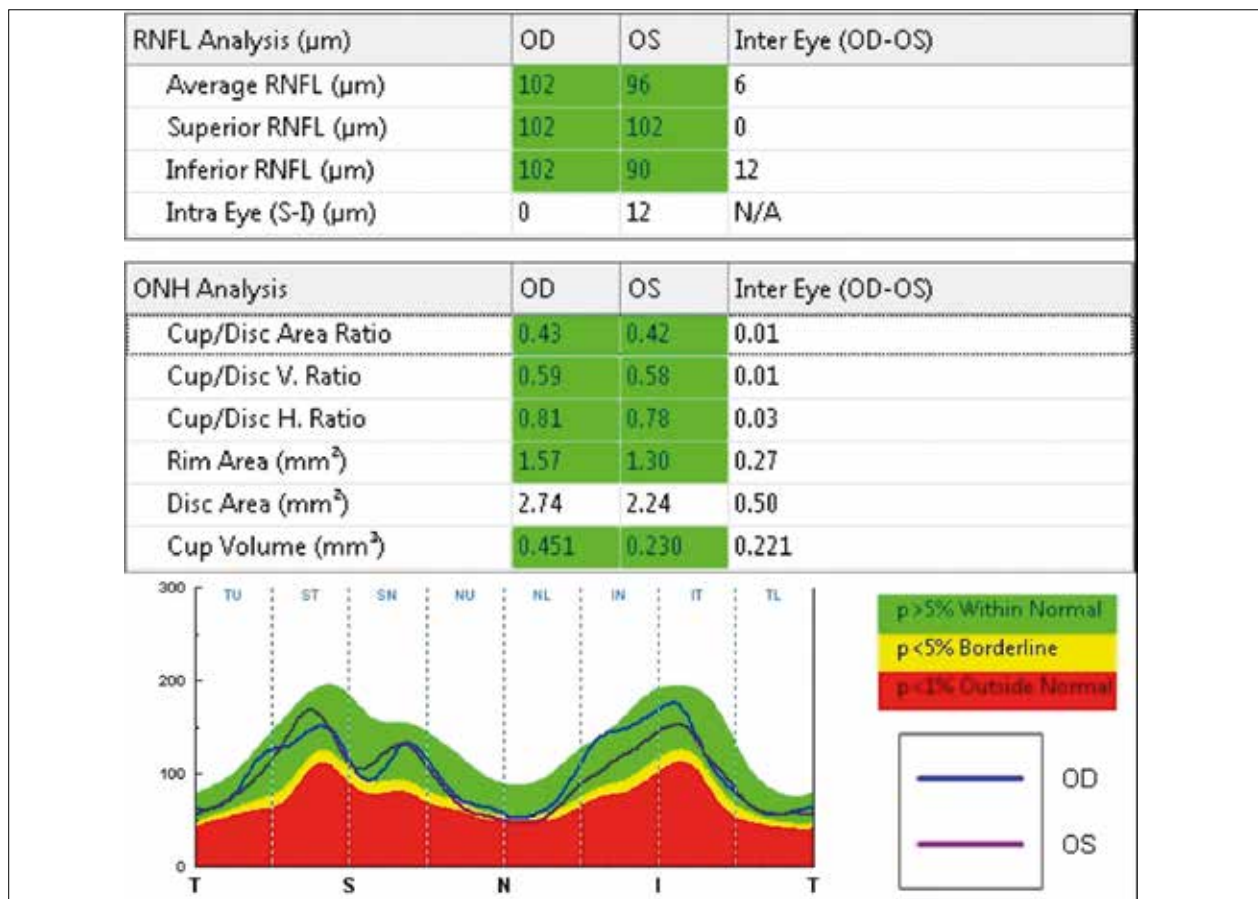 RNFL Analysis (µm) OD OS Inter Eye (OD-OS)
Average RNFL (µm) 102 96 6
Superior RNFL (µm) 102 102 0
Inferior RNFL (µm) 102 90 12
Intra Eye (S-I) (µm) 0 12 N/A
ONH Analysis OD OS Inter Eye (OD-OS)
Cup/Disc Area Ratio 0.43 0.42 0.01
Cup/Disc V. Ratio 0.59 0.58 0.01
Cup/Disc H. Ratio 0.81 0.78 0.03
Rim Area (mm²) 1.57 1.30 0.27
Disc Area (mm²) 2.74 2.24 0.50
Cup Volume (mm³) 0.451 0.230 0.221
300
TU ST SN NU NL IN IT TL
200
100
0
T S N I T
p>5% Within Normal
p<5% Borderline
p<1% Outside Normal
OD
OS